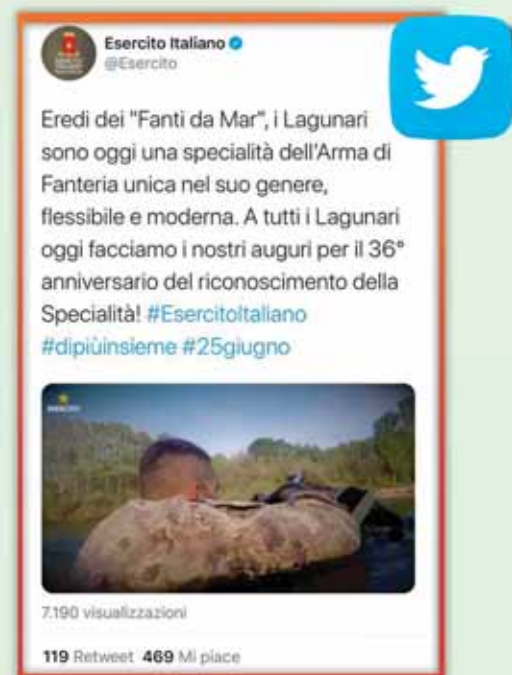 Esercito Italiano
@Esercito
Eredi dei "Fanti da Mar", i Lagunari
sono oggi una specialità dell'Arma di
Fanteria unica nel suo genere,
flessibile e moderna. A tutti i Lagunari
oggi facciamo i nostri auguri per il 36°
anniversario del riconoscimento della
Specialità! #EsercitoItaliano
#dipiùinsieme #25giugno
7.190 visualizzazioni
119 Retweet 469 Mi piace